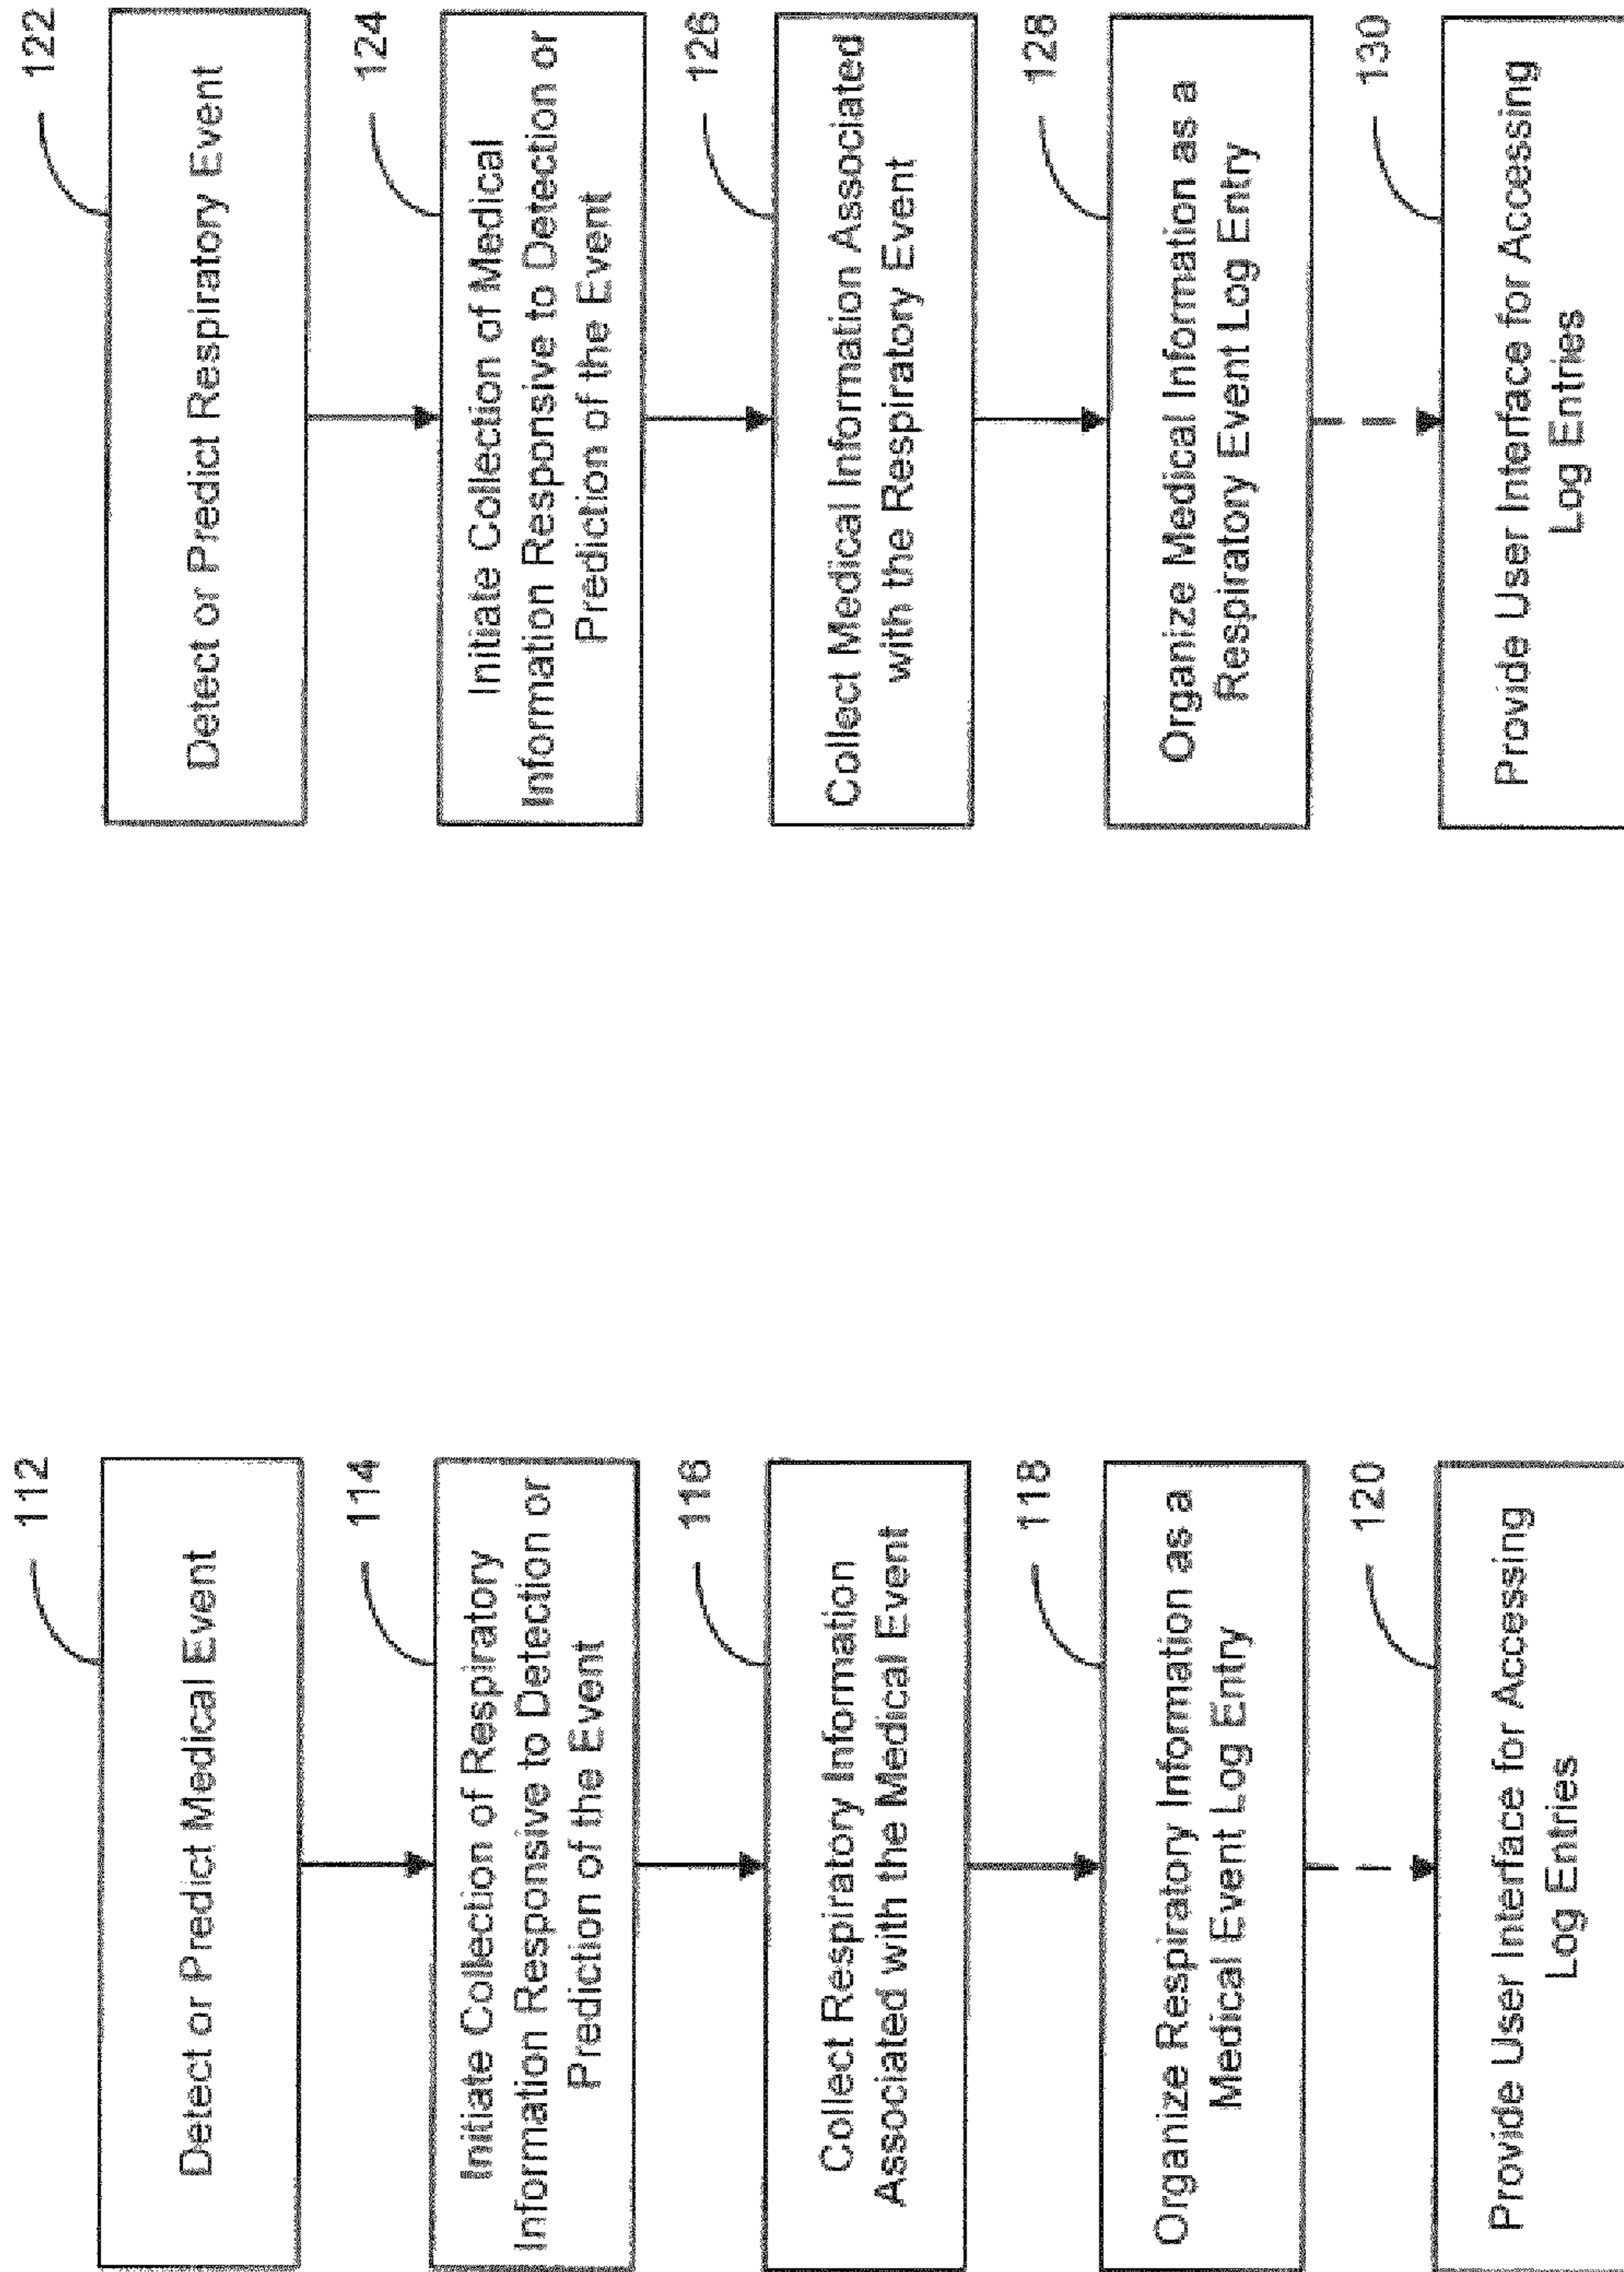 112
Detect or Predict Medical Event
114
Initiate Collection of Respiratory
Information Responsive to Detection or
Prediction of the Event
116
Collect Respiratory Information
Associated with the Medical Event
118
Organize Respiratory Information as a
Medical Event Log Entry
120
Provide User Interface for Accessing
Log Entries
122
Detect or Predict Respiratory Event
124
Initiate Collection of Medical
Information Responsive to Detection or
Prediction of the Event
126
Collect Medical Information Associated
with the Respiratory Event
128
Organize Medical Information as a
Respiratory Event Log Entry
130
Provide User Interface for Accessing
Log Entries